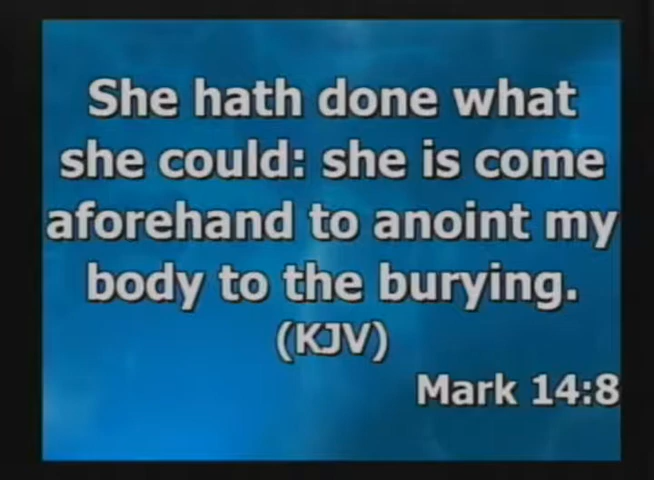 She hath done what
she could: she is come
aforehand to anoint my
body to the burying.
(KJV)
Mark 14:8